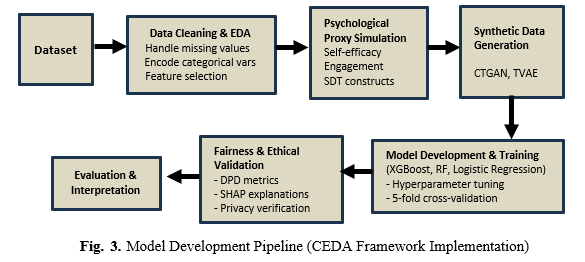 Dataset
Data Cleaning & EDA
Handle missing values
Encode categorical vars
Feature selection
Psychological
Proxy Simulation
Self-efficacy
Engagement
SDT constructs
Synthetic Data
Generation
CTGAN, TVAE
Model Development & Training
(XGBoost, RF, Logistic Regression)
- Hyperparameter tuning
- 5-fold cross-validation
Fairness & Ethical
Validation
- DPD metrics
- SHAP explanations
- Privacy verification
Evaluation &
Interpretation
Fig. 3. Model Development Pipeline (CEDA Framework Implementation)